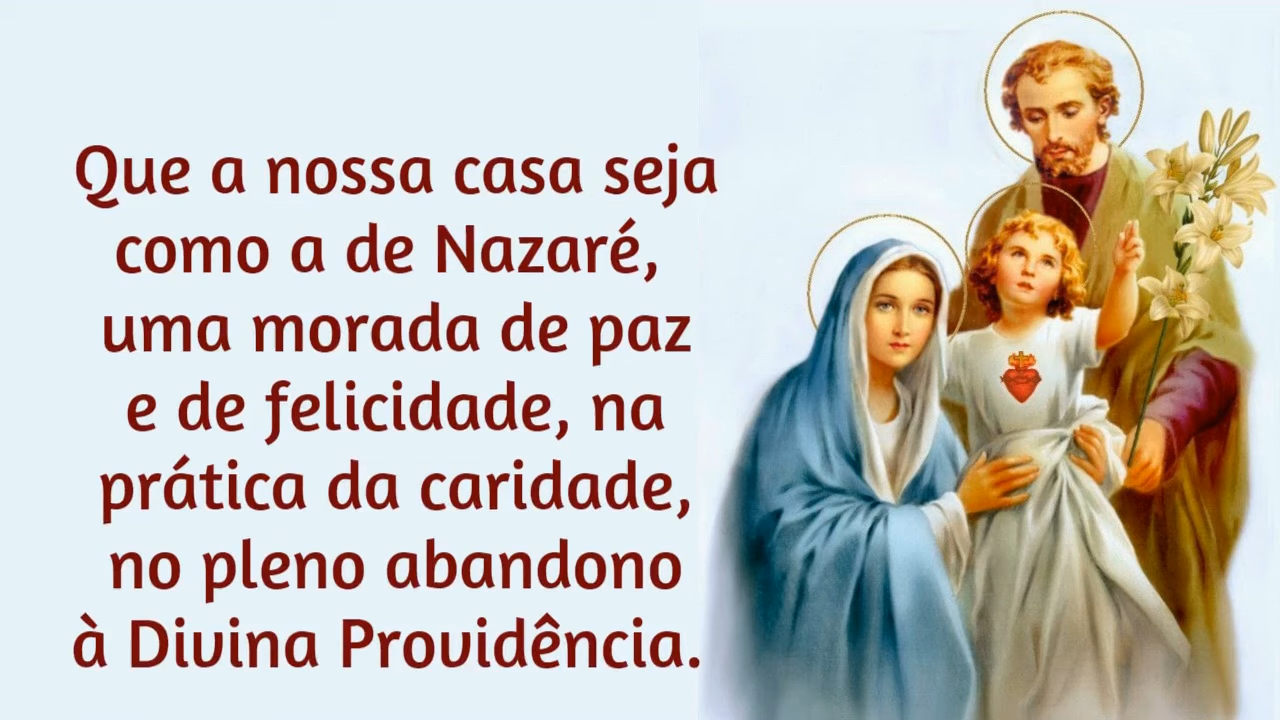 Que a nossa casa seja
como a de Nazaré,
uma morada de paz
e de felicidade, na
prática da caridade,
no pleno abandono
à Divina Providência.